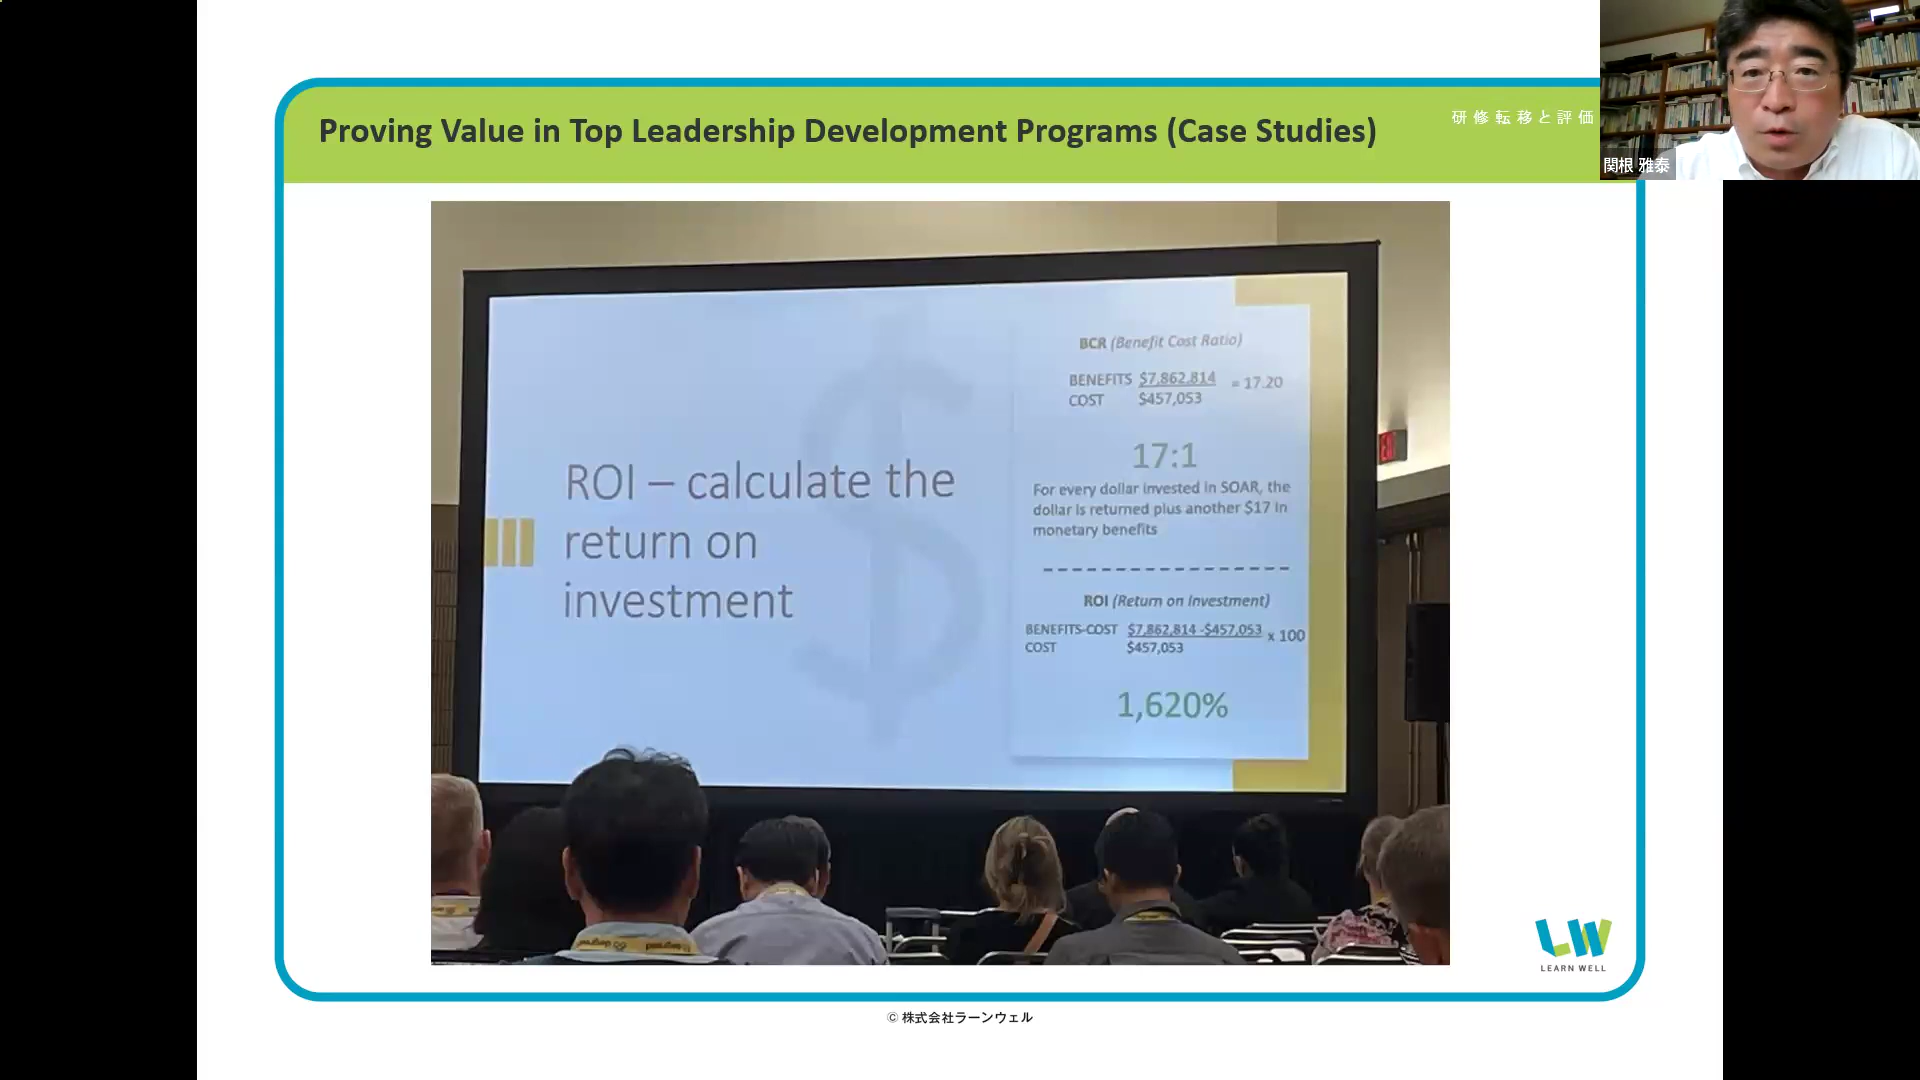 Proving Value in Top Leadership Development Programs (Case Studies)
研修転移と評価
関根 雅泰
ROI – calculate the
return on
investment
BCR (Benefit Cost Ratio)
BENEFITS $7,862,814 = 17.20
COST $457,053
17:1
For every dollar invested in SOAR, the
dollar is returned plus another $17 in
monetary benefits
ROI (Return on Investment)
BENEFITS-COST $7,862,814 -$457,053 x 100
COST $457,053
1,620%
EXIT
LEARN WELL
© 株式会社ラーンウェル